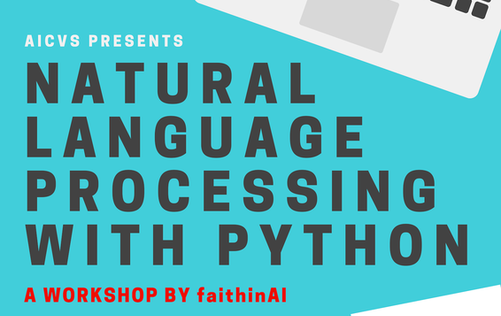 AICVS PRESENTS
NATURAL
LANGUAGE
PROCESSING
WITH PYTHON
A WORKSHOP BY faithinAI